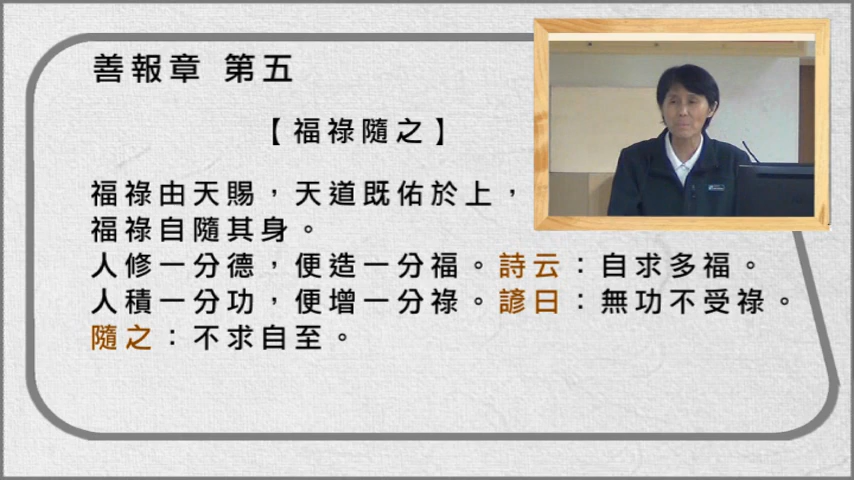 善報章 第五
【福祿隨之】
福祿由天賜，天道既佑於上，
福祿自隨其身。
人修一分德，便造一分福。詩云：自求多福。
人積一分功，便增一分祿。諺曰：無功不受祿。
隨之：不求自至。